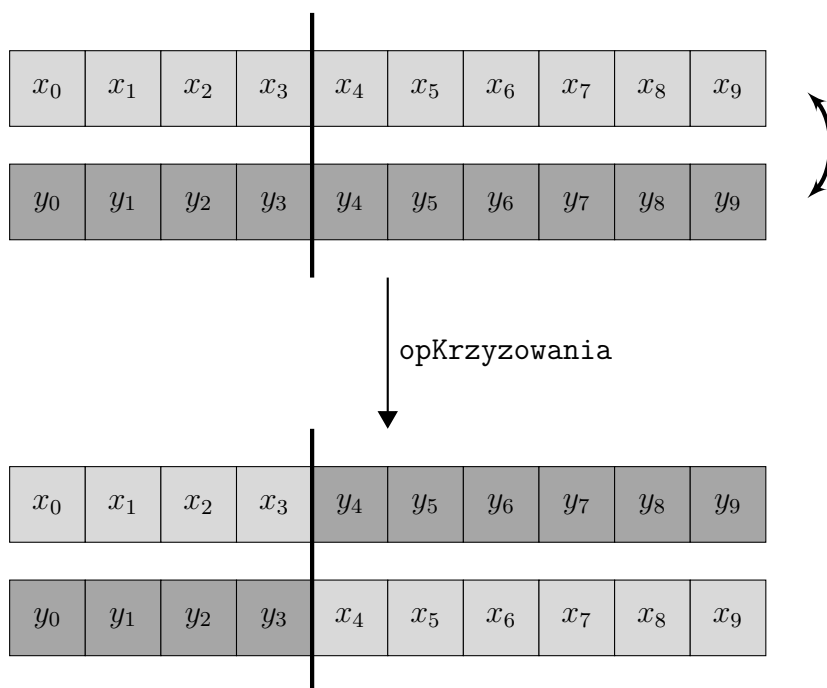 x₀ x₁ x₂ x₃ x₄ x₅ x₆ x₇ x₈ x₉
y₀ y₁ y₂ y₃ y₄ y₅ y₆ y₇ y₈ y₉
opKrzyzowania
x₀ x₁ x₂ x₃ y₄ y₅ y₆ y₇ y₈ y₉
y₀ y₁ y₂ y₃ x₄ x₅ x₆ x₇ x₈ x₉